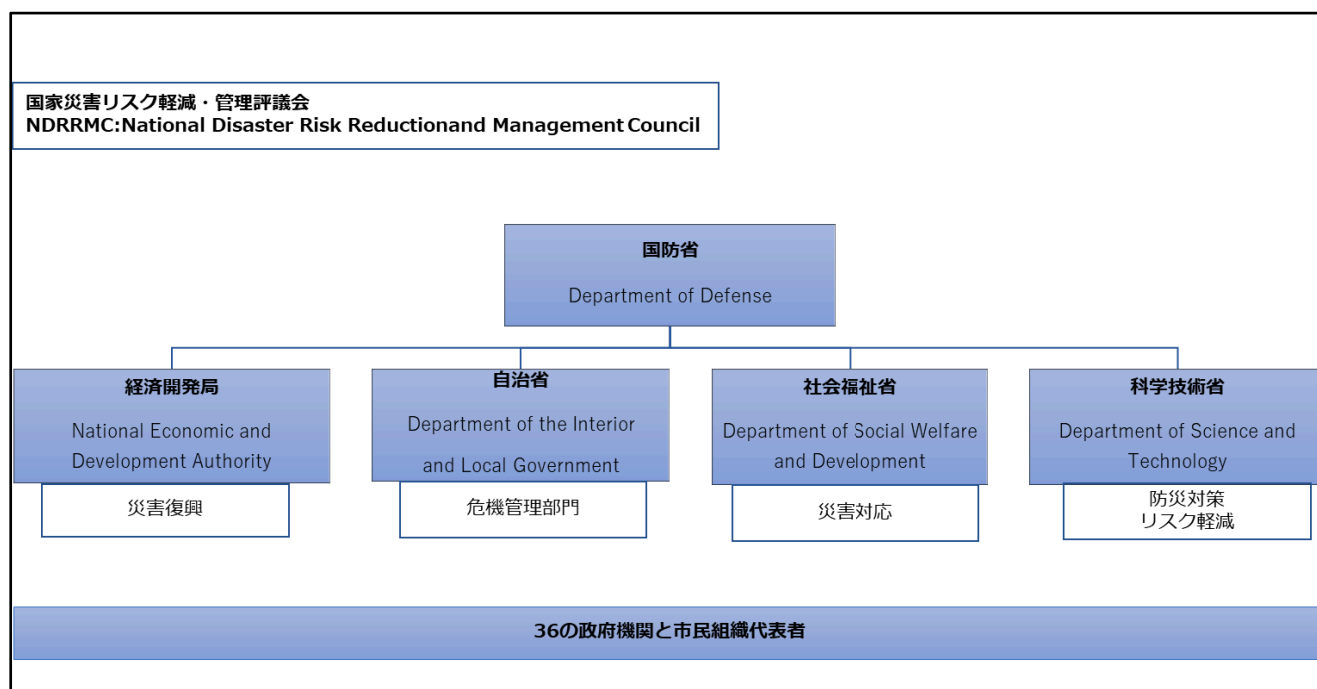 国家災害リスク軽減・管理評議会
NDRRMC:National Disaster Risk Reductionand Management Council
国防省
Department of Defense
経済開発局
National Economic and
Development Authority
災害復興
自治省
Department of the Interior
and Local Government
危機管理部門
社会福祉省
Department of Social Welfare
and Development
災害対応
科学技術省
Department of Science and
Technology
防災対策
リスク軽減
36の政府機関と市民組織代表者